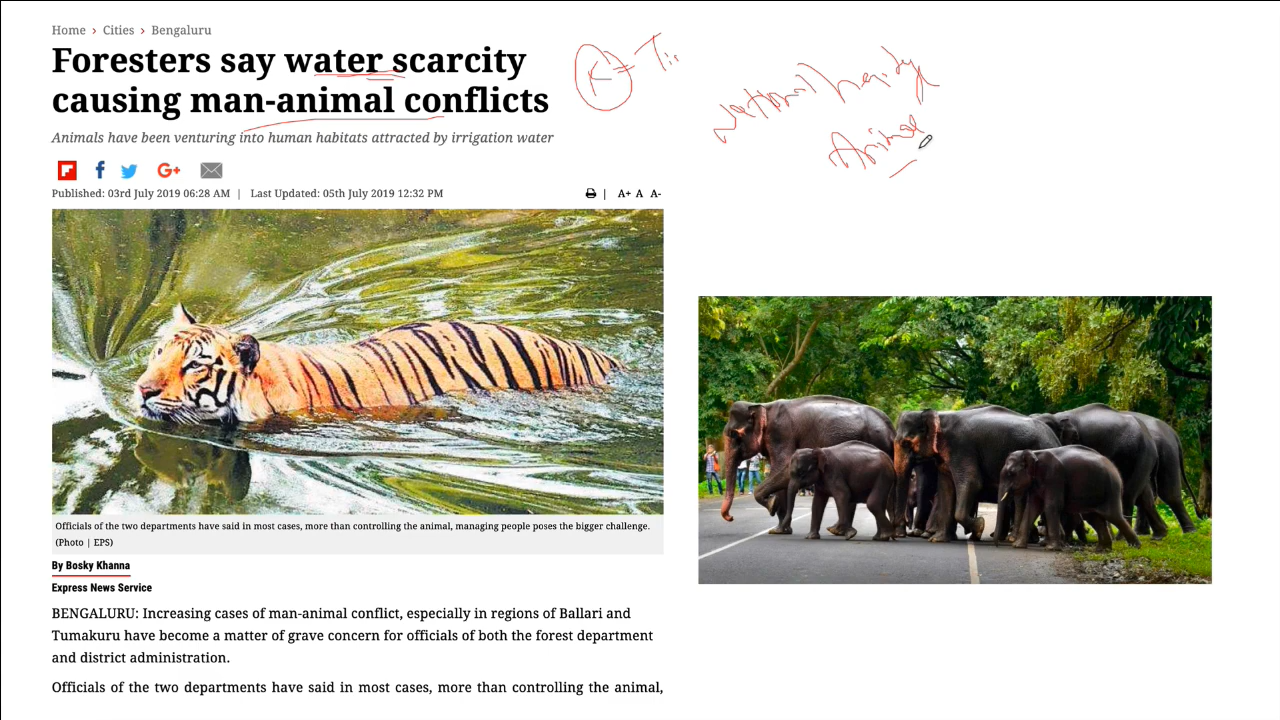 Home › Cities › Bengaluru
Foresters say water scarcity
causing man-animal conflicts
Animals have been venturing into human habitats attracted by irrigation water
G+
Published: 03rd July 2019 06:28 AM | Last Updated: 05th July 2019 12:32 PM
| A+ A A-
Officials of the two departments have said in most cases, more than controlling the animal, managing people poses the bigger challenge.
(Photo | EPS)
By Bosky Khanna
Express News Service
BENGALURU: Increasing cases of man-animal conflict, especially in regions of Ballari and
Tumakuru have become a matter of grave concern for officials of both the forest department
and district administration.
Officials of the two departments have said in most cases, more than controlling the animal,
K
National
Animal